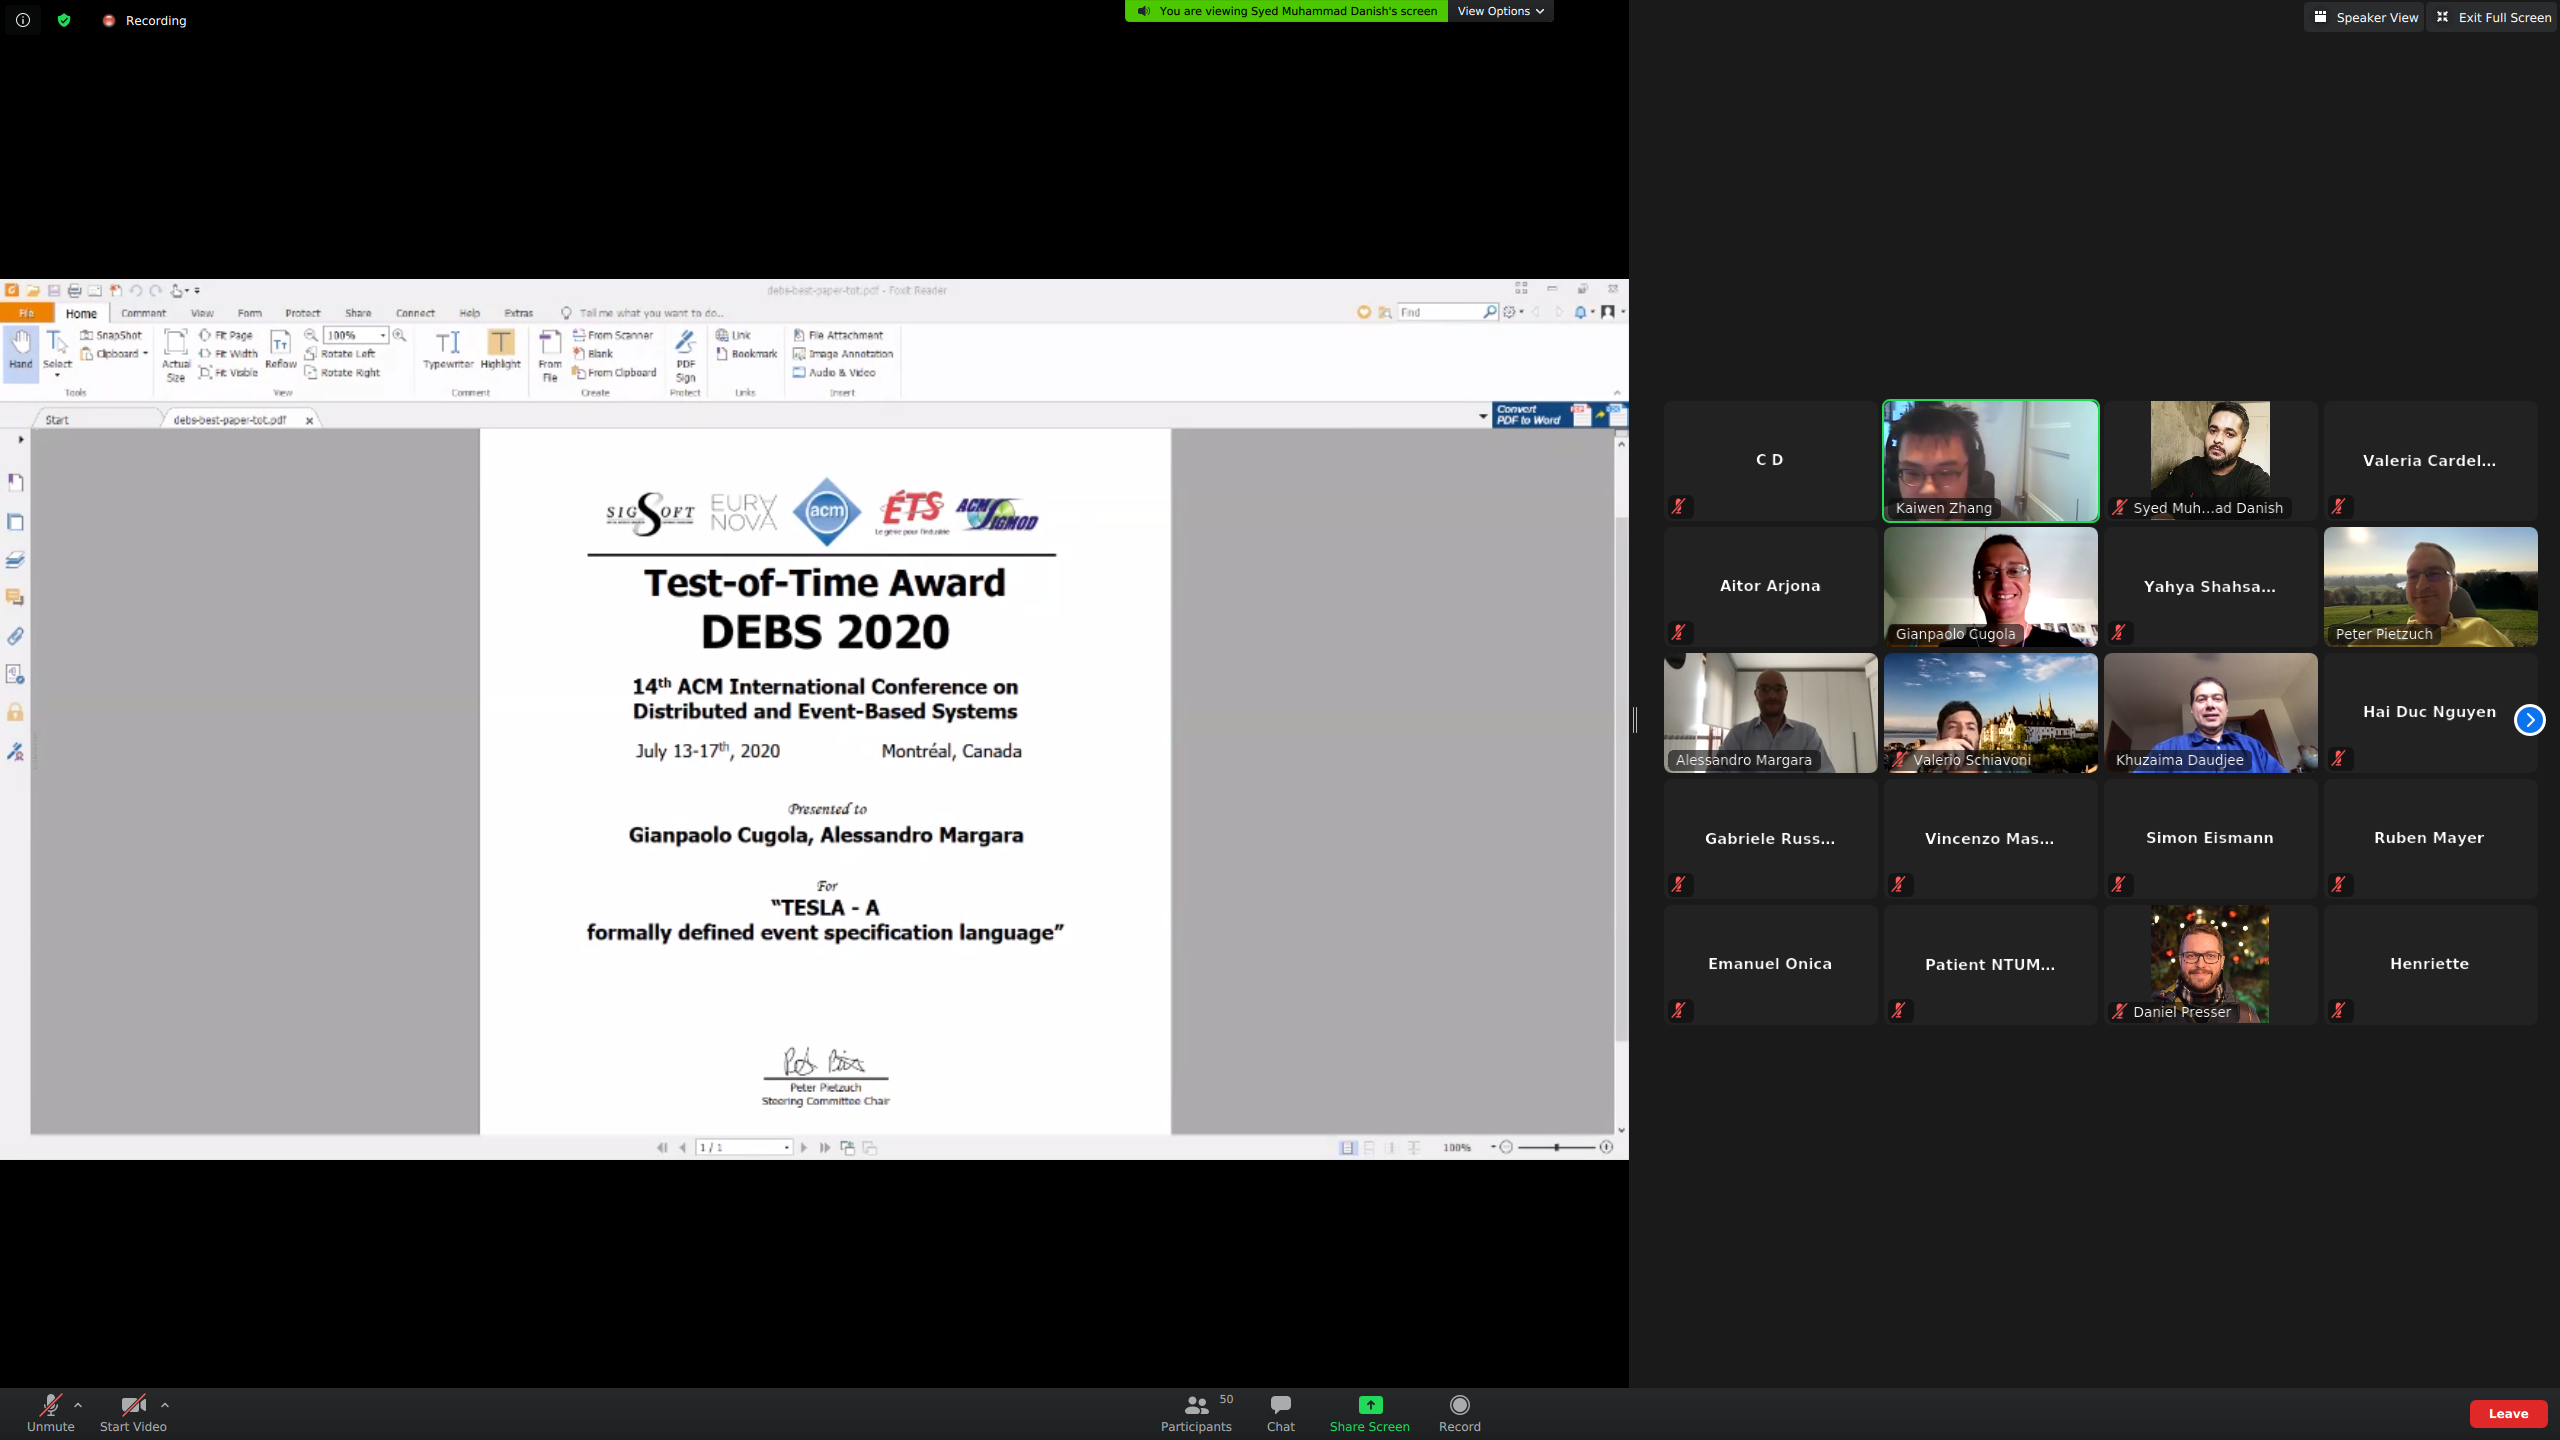 Recording
You are viewing Syed Muhammad Danish's screen
View Options
Speaker View
Exit Full Screen
debs-best-paper-tot.pdf - Foxit Reader
File
Home
Comment
View
Form
Protect
Share
Connect
Help
Extras
Tell me what you want to do...
Find
Hand
Select
SnapShot
Clipboard
Tools
Actual
Size
Fit Page
Fit Width
Fit Visible
Reflow
100%
Rotate Left
Rotate Right
View
Typewriter
Highlight
Comment
From
File
From Scanner
Blank
From Clipboard
Create
PDF
Sign
Protect
Link
Bookmark
Links
File Attachment
Image Annotation
Audio & Video
Insert
Start
debs-best-paper-tot.pdf
Convert
PDF to Word
SIGSOFT
EURA NOVA
acm
ÉTS
Le génie pour l'industrie
ACM SIGMOD
Test-of-Time Award
DEBS 2020
14th ACM International Conference on
Distributed and Event-Based Systems
July 13-17th, 2020 Montréal, Canada
Presented to
Gianpaolo Cugola, Alessandro Margara
For
"TESLA - A
formally defined event specification language"
Peter Pietzuch
Steering Committee Chair
1 / 1
100%
C D
Kaiwen Zhang
Syed Muh...ad Danish
Valeria Cardel...
Aitor Arjona
Gianpaolo Cugola
Yahya Shahsa...
Peter Pietzuch
Alessandro Margara
Valerio Schiavoni
Khuzaima Daudjee
Hai Duc Nguyen
Gabriele Russ...
Vincenzo Mas...
Simon Eismann
Ruben Mayer
Emanuel Onica
Patient NTUM...
Daniel Presser
Henriette
Unmute
Start Video
Participants
50
Chat
Share Screen
Record
Leave